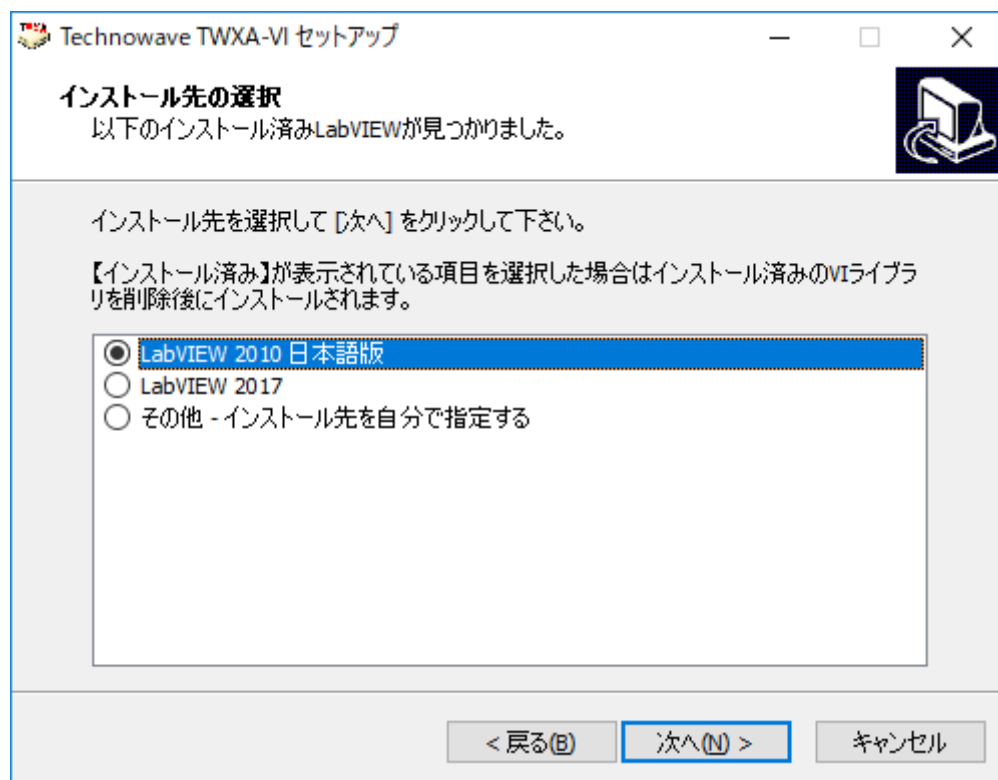 Technowave TWXA-VI セットアップ
インストール先の選択
以下のインストール済みLabVIEWが見つかりました。
インストール先を選択して [次へ] をクリックして下さい。
【インストール済み】が表示されている項目を選択した場合はインストール済みのVIライブラ
リを削除後にインストールされます。
LabVIEW 2010 日本語版
LabVIEW 2017
その他 - インストール先を自分で指定する
< 戻る(B)
次へ(N) >
キャンセル